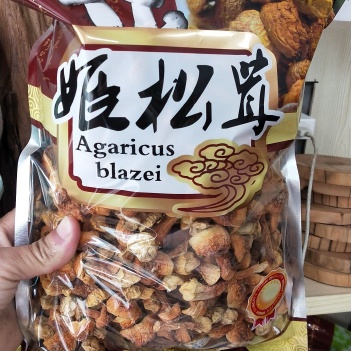 姬松茸
Agaricus
blazei